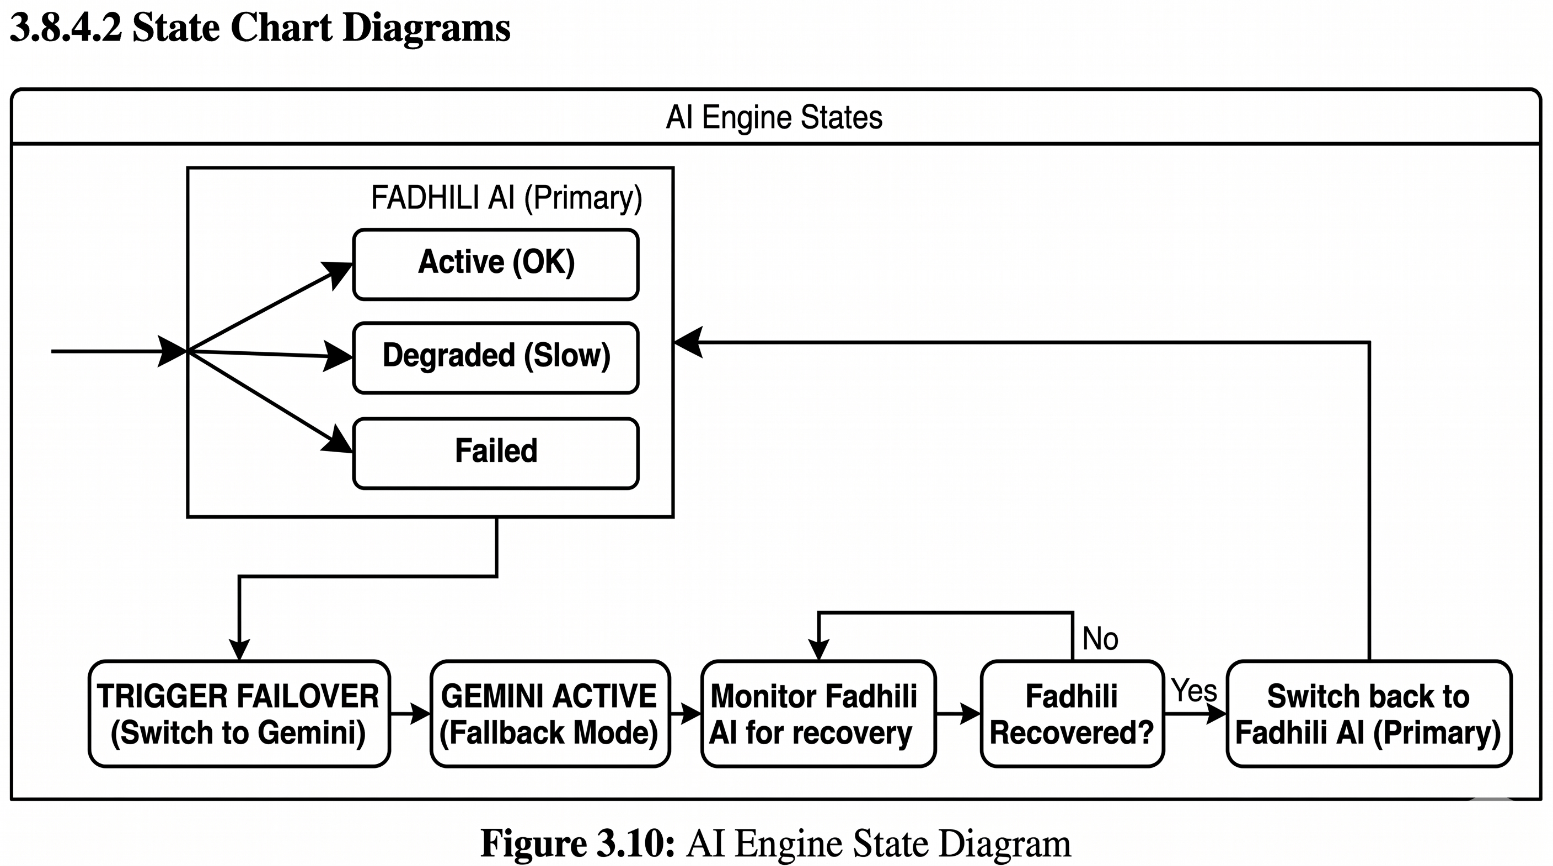 3.8.4.2 State Chart Diagrams
AI Engine States
FADHILI AI (Primary)
Active (OK)
Degraded (Slow)
Failed
TRIGGER FAILOVER
(Switch to Gemini)
GEMINI ACTIVE
(Fallback Mode)
Monitor Fadhili
AI for recovery
Fadhili
Recovered?
No
Yes
Switch back to
Fadhili AI (Primary)
Figure 3.10: AI Engine State Diagram